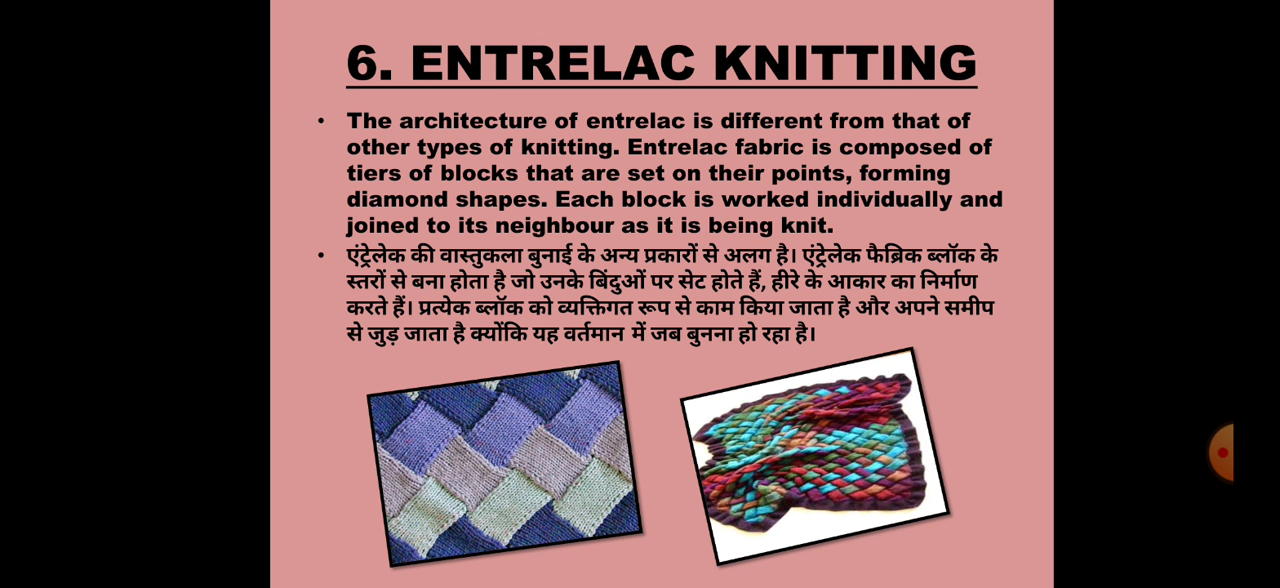 6. ENTRELAC KNITTING
• The architecture of entrelac is different from that of
other types of knitting. Entrelac fabric is composed of
tiers of blocks that are set on their points, forming
diamond shapes. Each block is worked individually and
joined to its neighbour as it is being knit.
• एंट्रेलेक की वास्तुकला बुनाई के अन्य प्रकारों से अलग है। एंट्रेलेक फैब्रिक ब्लॉक के
स्तरों से बना होता है जो उनके बिंदुओं पर सेट होते हैं, हीरे के आकार का निर्माण
करते हैं। प्रत्येक ब्लॉक को व्यक्तिगत रूप से काम किया जाता है और अपने समीप
से जुड़ जाता है क्योंकि यह वर्तमान में जब बुनना हो रहा है।